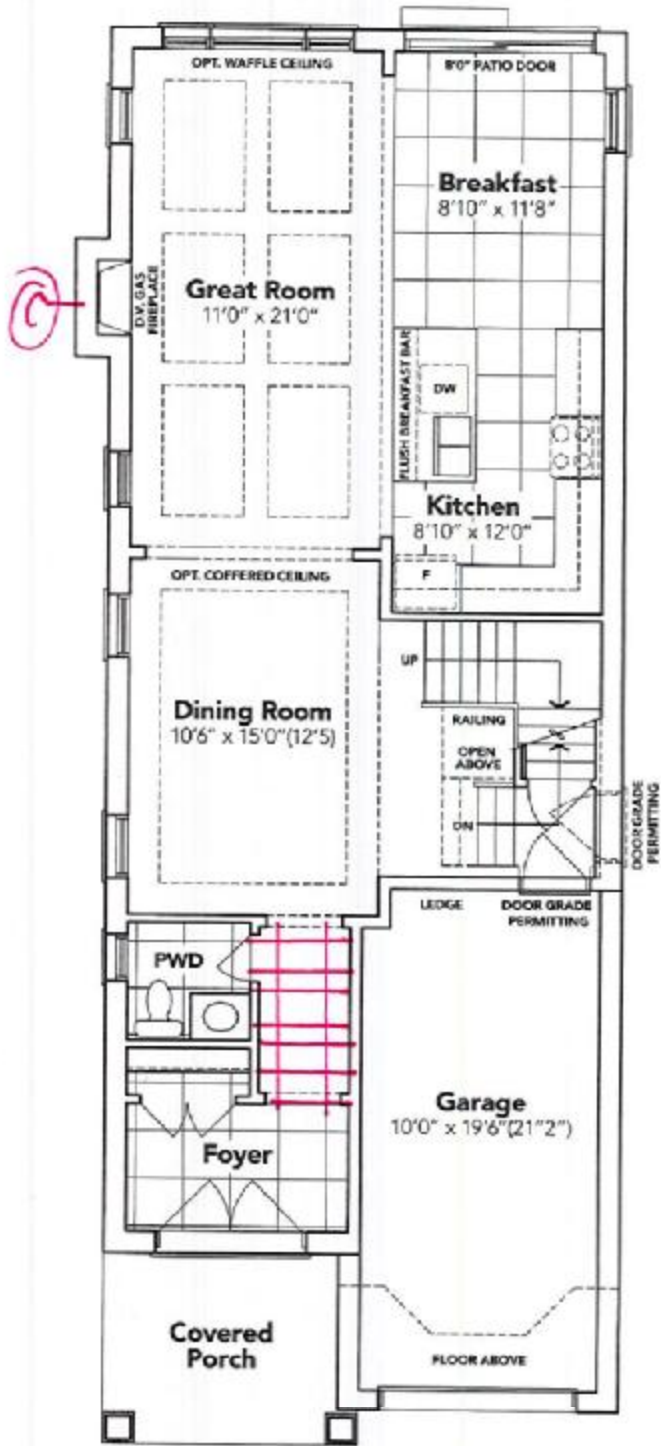 OPT. WAFFLE CEILING
8'0" PATIO DOOR
Breakfast
8'10" x 11'8"
D.V. GAS
FIREPLACE
Great Room
11'0" x 21'0"
FLUSH BREAKFAST BAR
DW
Kitchen
8'10" x 12'0"
F
OPT. COFFERED CEILING
UP
Dining Room
10'6" x 15'0"(12'5)
RAILING
OPEN
ABOVE
DN
DOOR GRADE
PERMITTING
LEDGE
DOOR GRADE
PERMITTING
PWD
Garage
10'0" x 19'6"(21'2")
Foyer
Covered
Porch
FLOOR ABOVE